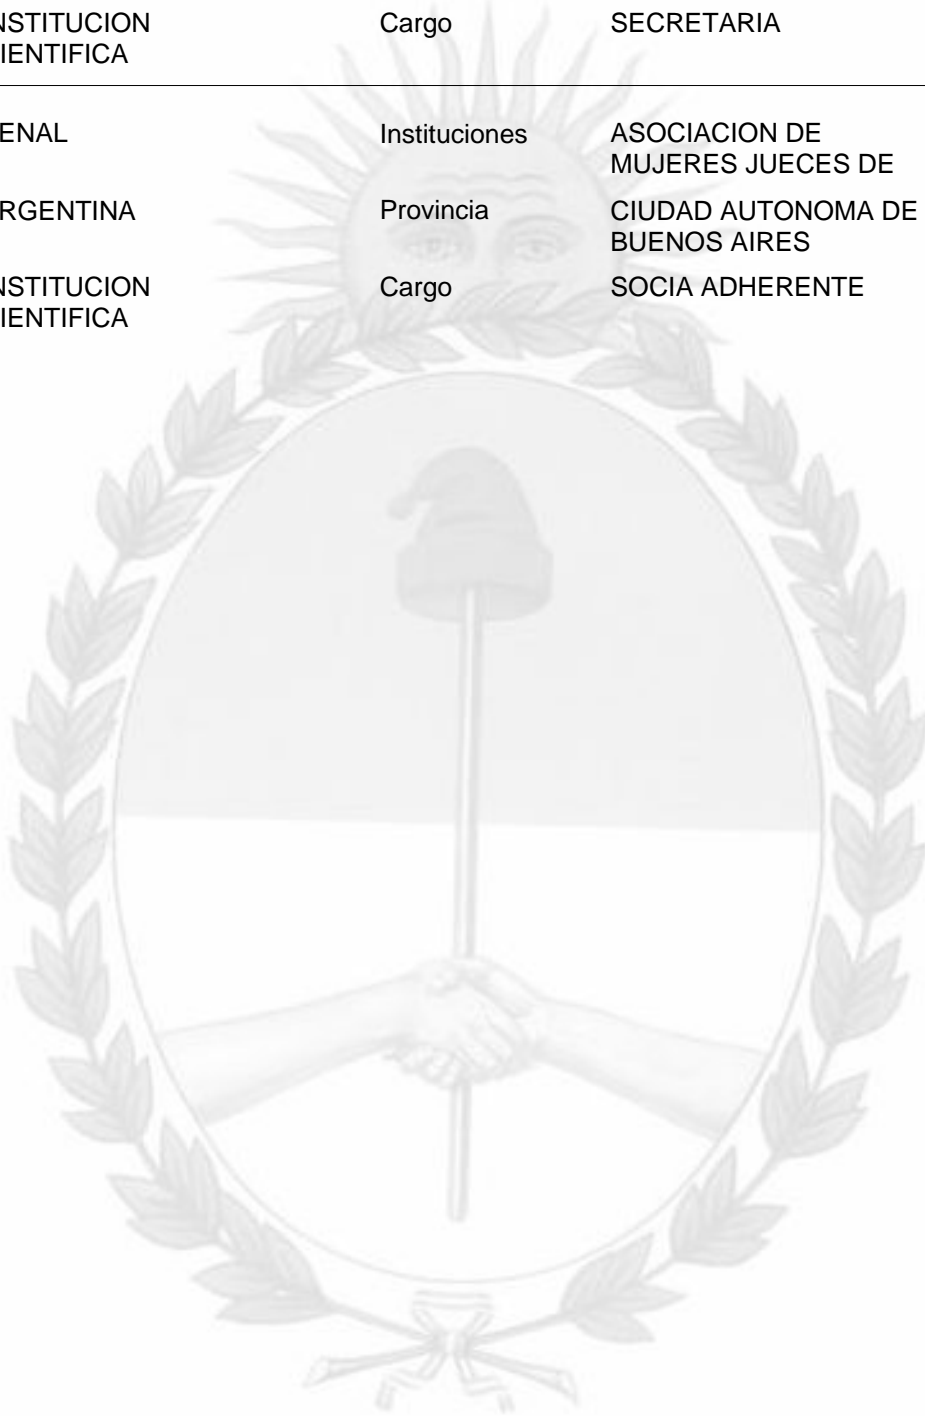 NSTITUCION Cargo SECRETARIA
IENTIFICA
ENAL Instituciones ASOCIACION DE
MUJERES JUECES DE
RGENTINA Provincia CIUDAD AUTONOMA DE
BUENOS AIRES
NSTITUCION Cargo SOCIA ADHERENTE
IENTIFICA